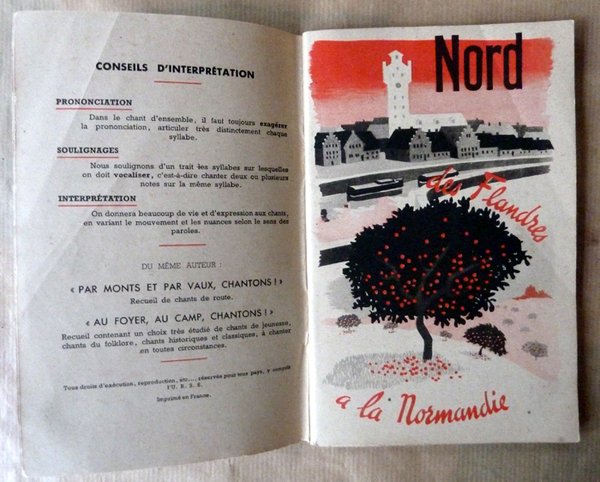 CONSEILS D'INTERPRÉTATION
PRONONCIATION
Dans le chant d'ensemble, il faut toujours exagérer
la prononciation, articuler très distinctement chaque
syllabe.
SOULIGNAGES
Nous soulignons d'un trait les syllabes sur lesquelles
on doit vocaliser, c'est-à-dire chanter deux ou plusieurs
notes sur la même syllabe.
INTERPRÉTATION
On donnera beaucoup de vie et d'expression aux chants,
en variant le mouvement et les nuances selon le sens des
paroles.
DU MÊME AUTEUR :
« PAR MONTS ET PAR VAUX, CHANTONS ! »
Recueil de chants de route.
« AU FOYER, AU CAMP, CHANTONS ! »
Recueil contenant un choix très étudié de chants de jeunesse,
chants du folklore, chants historiques et classiques, à chanter
en toutes circonstances.
Tous droits d'exécution, reproduction, etc..., réservés pour tous pays, y compris
l'U. R. S. S.
Imprimé en France.
Nord
des Flandres
a la Normandie